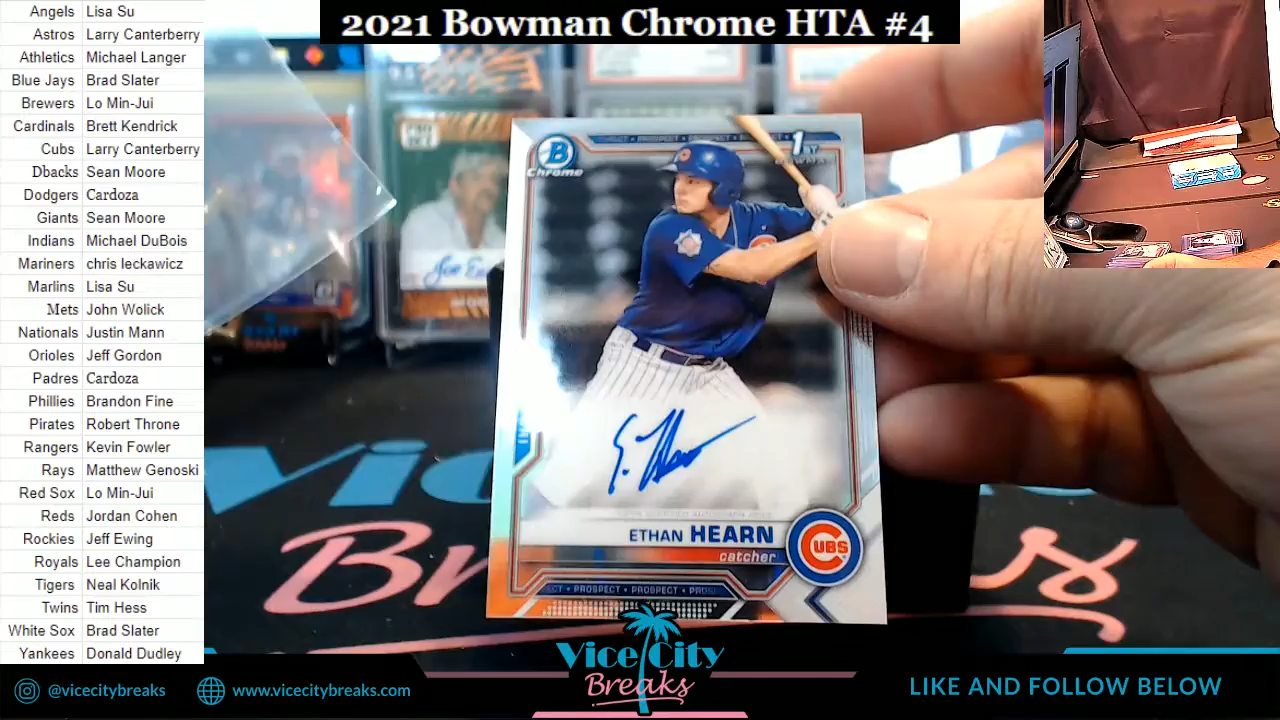 2021 Bowman Chrome HTA #4
Angels Lisa Su
Astros Larry Canterberry
Athletics Michael Langer
Blue Jays Brad Slater
Brewers Lo Min-Jui
Cardinals Brett Kendrick
Cubs Larry Canterberry
Dbacks Sean Moore
Dodgers Cardoza
Giants Sean Moore
Indians Michael DuBois
Mariners chris leckawicz
Marlins Lisa Su
Mets John Wolick
Nationals Justin Mann
Orioles Jeff Gordon
Padres Cardoza
Phillies Brandon Fine
Pirates Robert Throne
Rangers Kevin Fowler
Rays Matthew Genoski
Red Sox Lo Min-Jui
Reds Jordan Cohen
Rockies Jeff Ewing
Royals Lee Champion
Tigers Neal Kolnik
Twins Tim Hess
White Sox Brad Slater
Yankees Donald Dudley
B
Chrome
1ST
ETHAN HEARN
catcher
CUBS
PROSPECT • PROSPECT
Vice City
Breaks
@vicecitybreaks
www.vicecitybreaks.com
LIKE AND FOLLOW BELOW